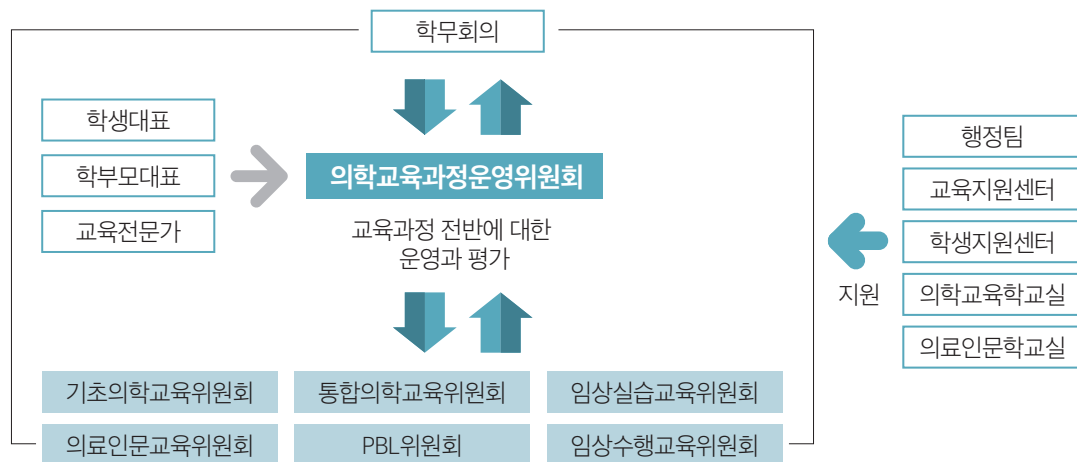 학무회의
학생대표
학부모대표
교육전문가
의학교육과정운영위원회
교육과정 전반에 대한
운영과 평가
행정팀
교육지원센터
학생지원센터
의학교육학교실
의료인문학교실
지원
기초의학교육위원회
통합의학교육위원회
임상실습교육위원회
의료인문교육위원회
PBL위원회
임상수행교육위원회